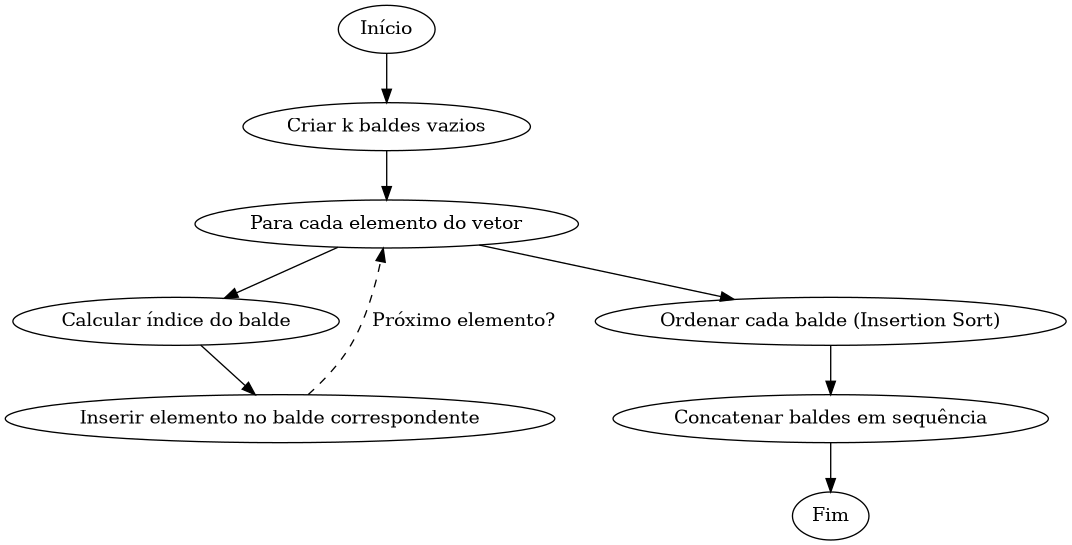 Início
Criar k baldes vazios
Para cada elemento do vetor
Calcular índice do balde
Próximo elemento?
Ordenar cada balde (Insertion Sort)
Inserir elemento no balde correspondente
Concatenar baldes em sequência
Fim